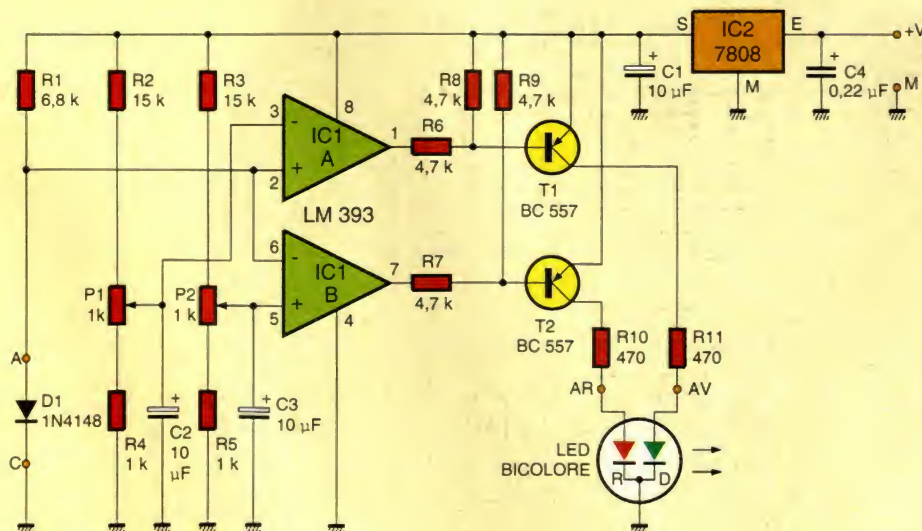 S
IC2
7808
E
+V
M
M
R1
6,8 k
R2
15 k
R3
15 k
R8
4,7 k
R9
4,7 k
C1
10 µF
+
C4
0,22 µF
+
3
-
8
IC1
A
+
2
1
R6
4,7 k
T1
BC 557
LM 393
6
-
IC1
B
+
5
7
4
R7
4,7 k
T2
BC 557
P1
1k
P2
1 k
R10
470
R11
470
A
D1
1N4148
C
R4
1 k
+
C2
10
µF
R5
1 k
+
C3
10 µF
AR
AV
LED
BICOLORE
R
D